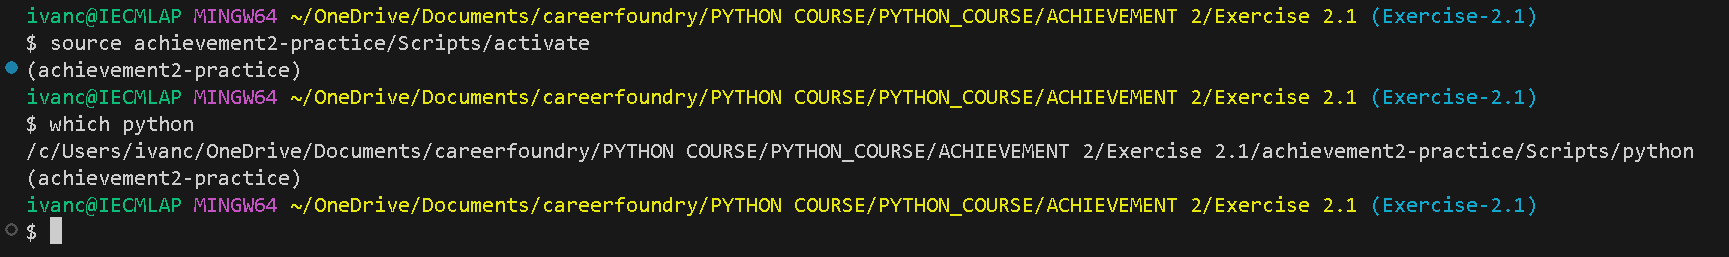 ivanc@IECMLAP MINGW64 ~/OneDrive/Documents/careerfoundry/PYTHON COURSE/PYTHON_COURSE/ACHIEVEMENT 2/Exercise 2.1 (Exercise-2.1)
$ source achievement2-practice/Scripts/activate
(achievement2-practice)
ivanc@IECMLAP MINGW64 ~/OneDrive/Documents/careerfoundry/PYTHON COURSE/PYTHON_COURSE/ACHIEVEMENT 2/Exercise 2.1 (Exercise-2.1)
$ which python
/c/Users/ivanc/OneDrive/Documents/careerfoundry/PYTHON COURSE/PYTHON_COURSE/ACHIEVEMENT 2/Exercise 2.1/achievement2-practice/Scripts/python
(achievement2-practice)
ivanc@IECMLAP MINGW64 ~/OneDrive/Documents/careerfoundry/PYTHON COURSE/PYTHON_COURSE/ACHIEVEMENT 2/Exercise 2.1 (Exercise-2.1)
$